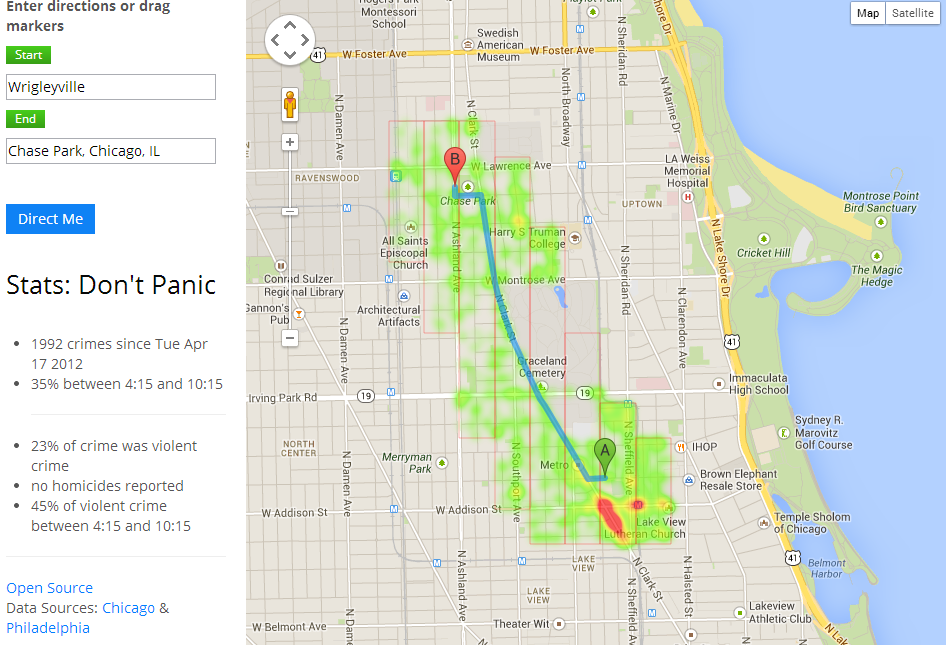 Enter directions or drag
markers
Start
Wrigleyville
End
Chase Park, Chicago, IL
Direct Me
Stats: Don't Panic
1992 crimes since Tue Apr
17 2012
35% between 4:15 and 10:15
23% of crime was violent
crime
no homicides reported
45% of violent crime
between 4:15 and 10:15
Open Source
Data Sources: Chicago &
Philadelphia
Map
Satellite
Montessori
School
Swedish
American
Museum
41
W Foster Ave
W Foster Ave
N Sheridan Rd
N Marine Dr
North Broadway
N Damen Ave
N Damen Ave
N Clark St
B
W Lawrence Ave
RAVENSWOOD
Chase Park
LA Weiss
Memorial
Hospital
H
UPTOWN
Montrose Point
Bird Sanctuary
Harry S Truman
College
All Saints
Episcopal
Church
N Ashland Ave
N Lake Shore Dr
Cricket Hill
The Magic
Hedge
Conrad Sulzer
Regional Library
W Montrose Ave
N Sheridan Rd
N Clarendon Ave
Gannon's
Pub
Architectural
Artifacts
N Clark St
N Damen Ave
41
Graceland
Cemetery
Immaculata
High School
Irving Park Rd
19
19
Sydney R.
Marovitz
Golf Course
NORTH
CENTER
N Sheffield Ave
A
IHOP
Merryman
Park
N Southport Ave
Metro
Brown Elephant
Resale Store
N Damen Ave
W Addison St
W Addison St
Lake View
Lutheran Church
Temple Sholom
of Chicago
41
Belmont
Harbor
N Ashland Ave
LAKE
VIEW
N Clark St
N Halsted St
LAKE
VIEW
N Sheffield Ave
Lakeview
Athletic Club
W Belmont Ave
Theater Wit